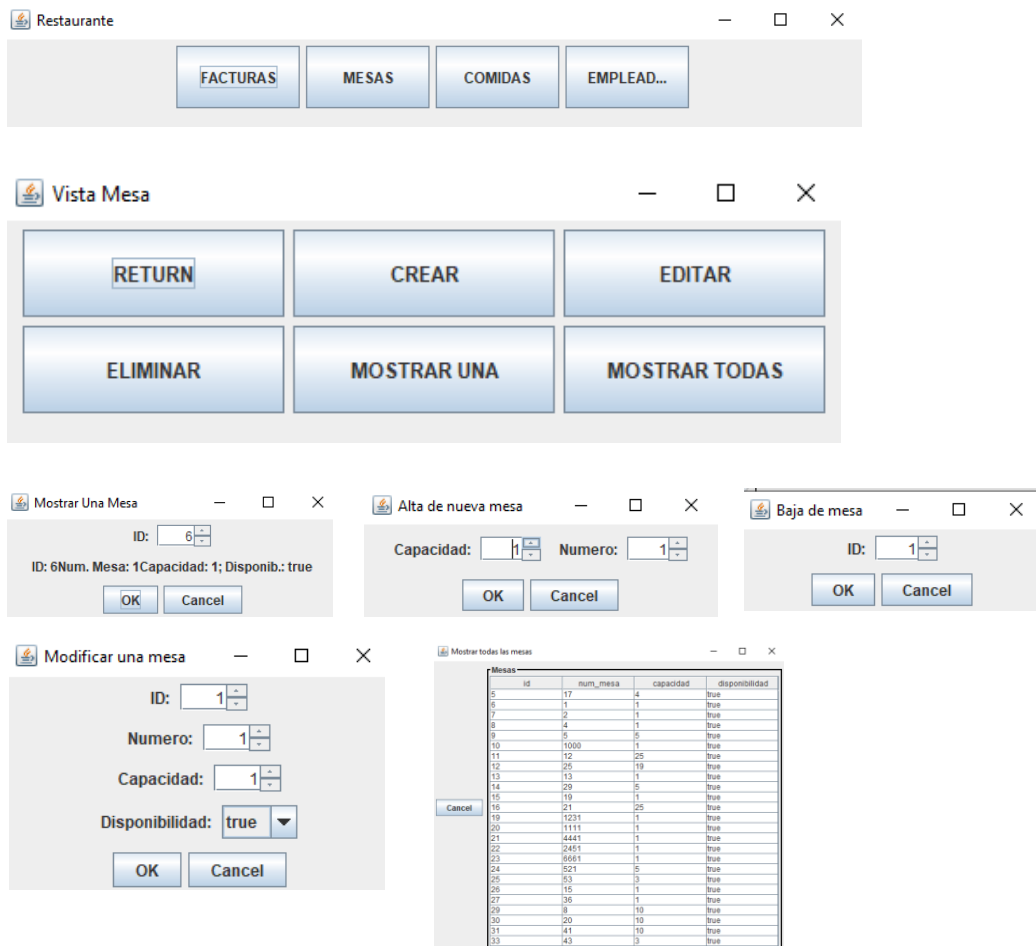 Restaurante
FACTURAS MESAS COMIDAS EMPLEAD...
Vista Mesa
RETURN CREAR EDITAR
ELIMINAR MOSTRAR UNA MOSTRAR TODAS
Mostrar Una Mesa
ID: 6
ID: 6Num. Mesa: 1Capacidad: 1; Disponib.: true
OK Cancel
Alta de nueva mesa
Capacidad: 1 Numero: 1
OK Cancel
Baja de mesa
ID: 1
OK Cancel
Modificar una mesa
ID: 1
Numero: 1
Capacidad: 1
Disponibilidad: true
OK Cancel
Mostrar todas las mesas
Mesas
id num_mesa capacidad disponibilidad
5 17 4 true
6 1 1 true
7 2 1 true
8 4 1 true
9 5 5 true
10 1000 1 true
11 12 25 true
12 25 19 true
13 13 1 true
14 29 5 true
15 19 1 true
Cancel
16 21 25 true
19 1231 1 true
20 1111 1 true
21 4441 1 true
22 2451 1 true
23 6661 1 true
24 521 5 true
25 53 3 true
26 15 1 true
27 36 1 true
29 8 10 true
30 20 10 true
31 41 10 true
33 43 3 true